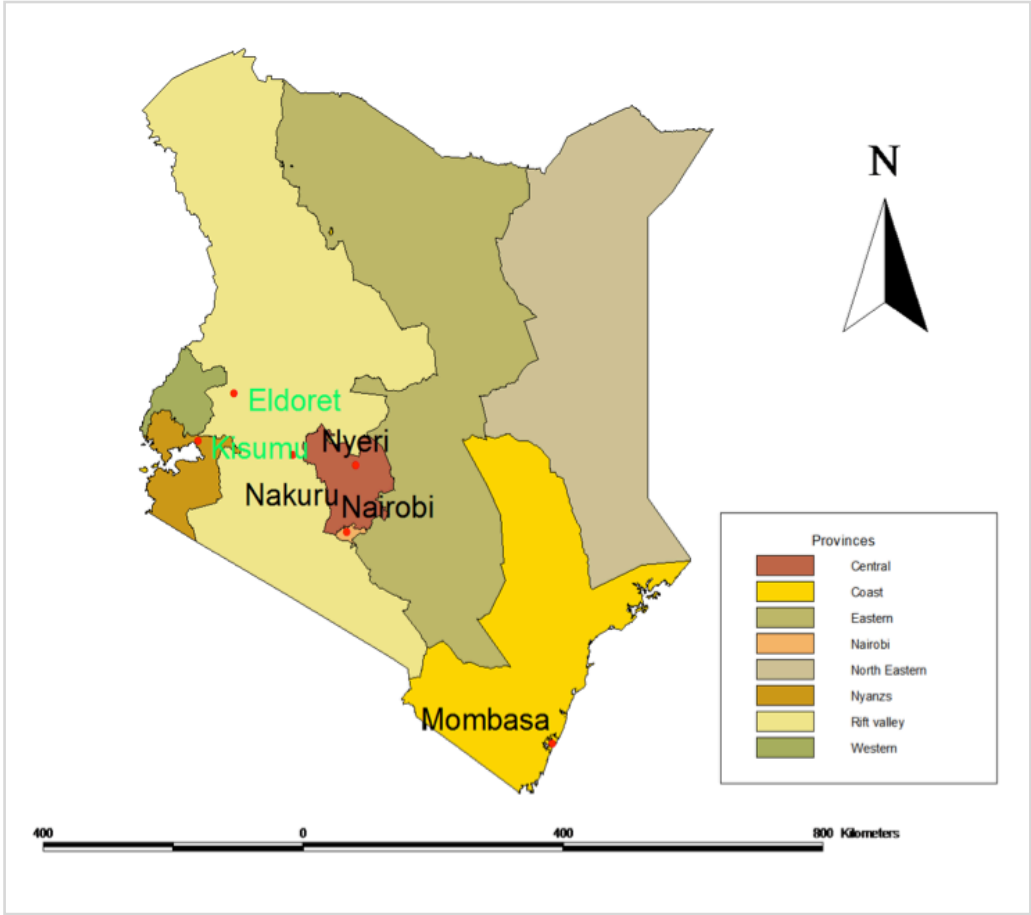 N
Eldoret
Kisumu
Nyeri
Nakuru
Nairobi
Mombasa
Provinces
Central
Coast
Eastern
Nairobi
North Eastern
Nyanzs
Rift valley
Western
400 0 400 800 Kilometers